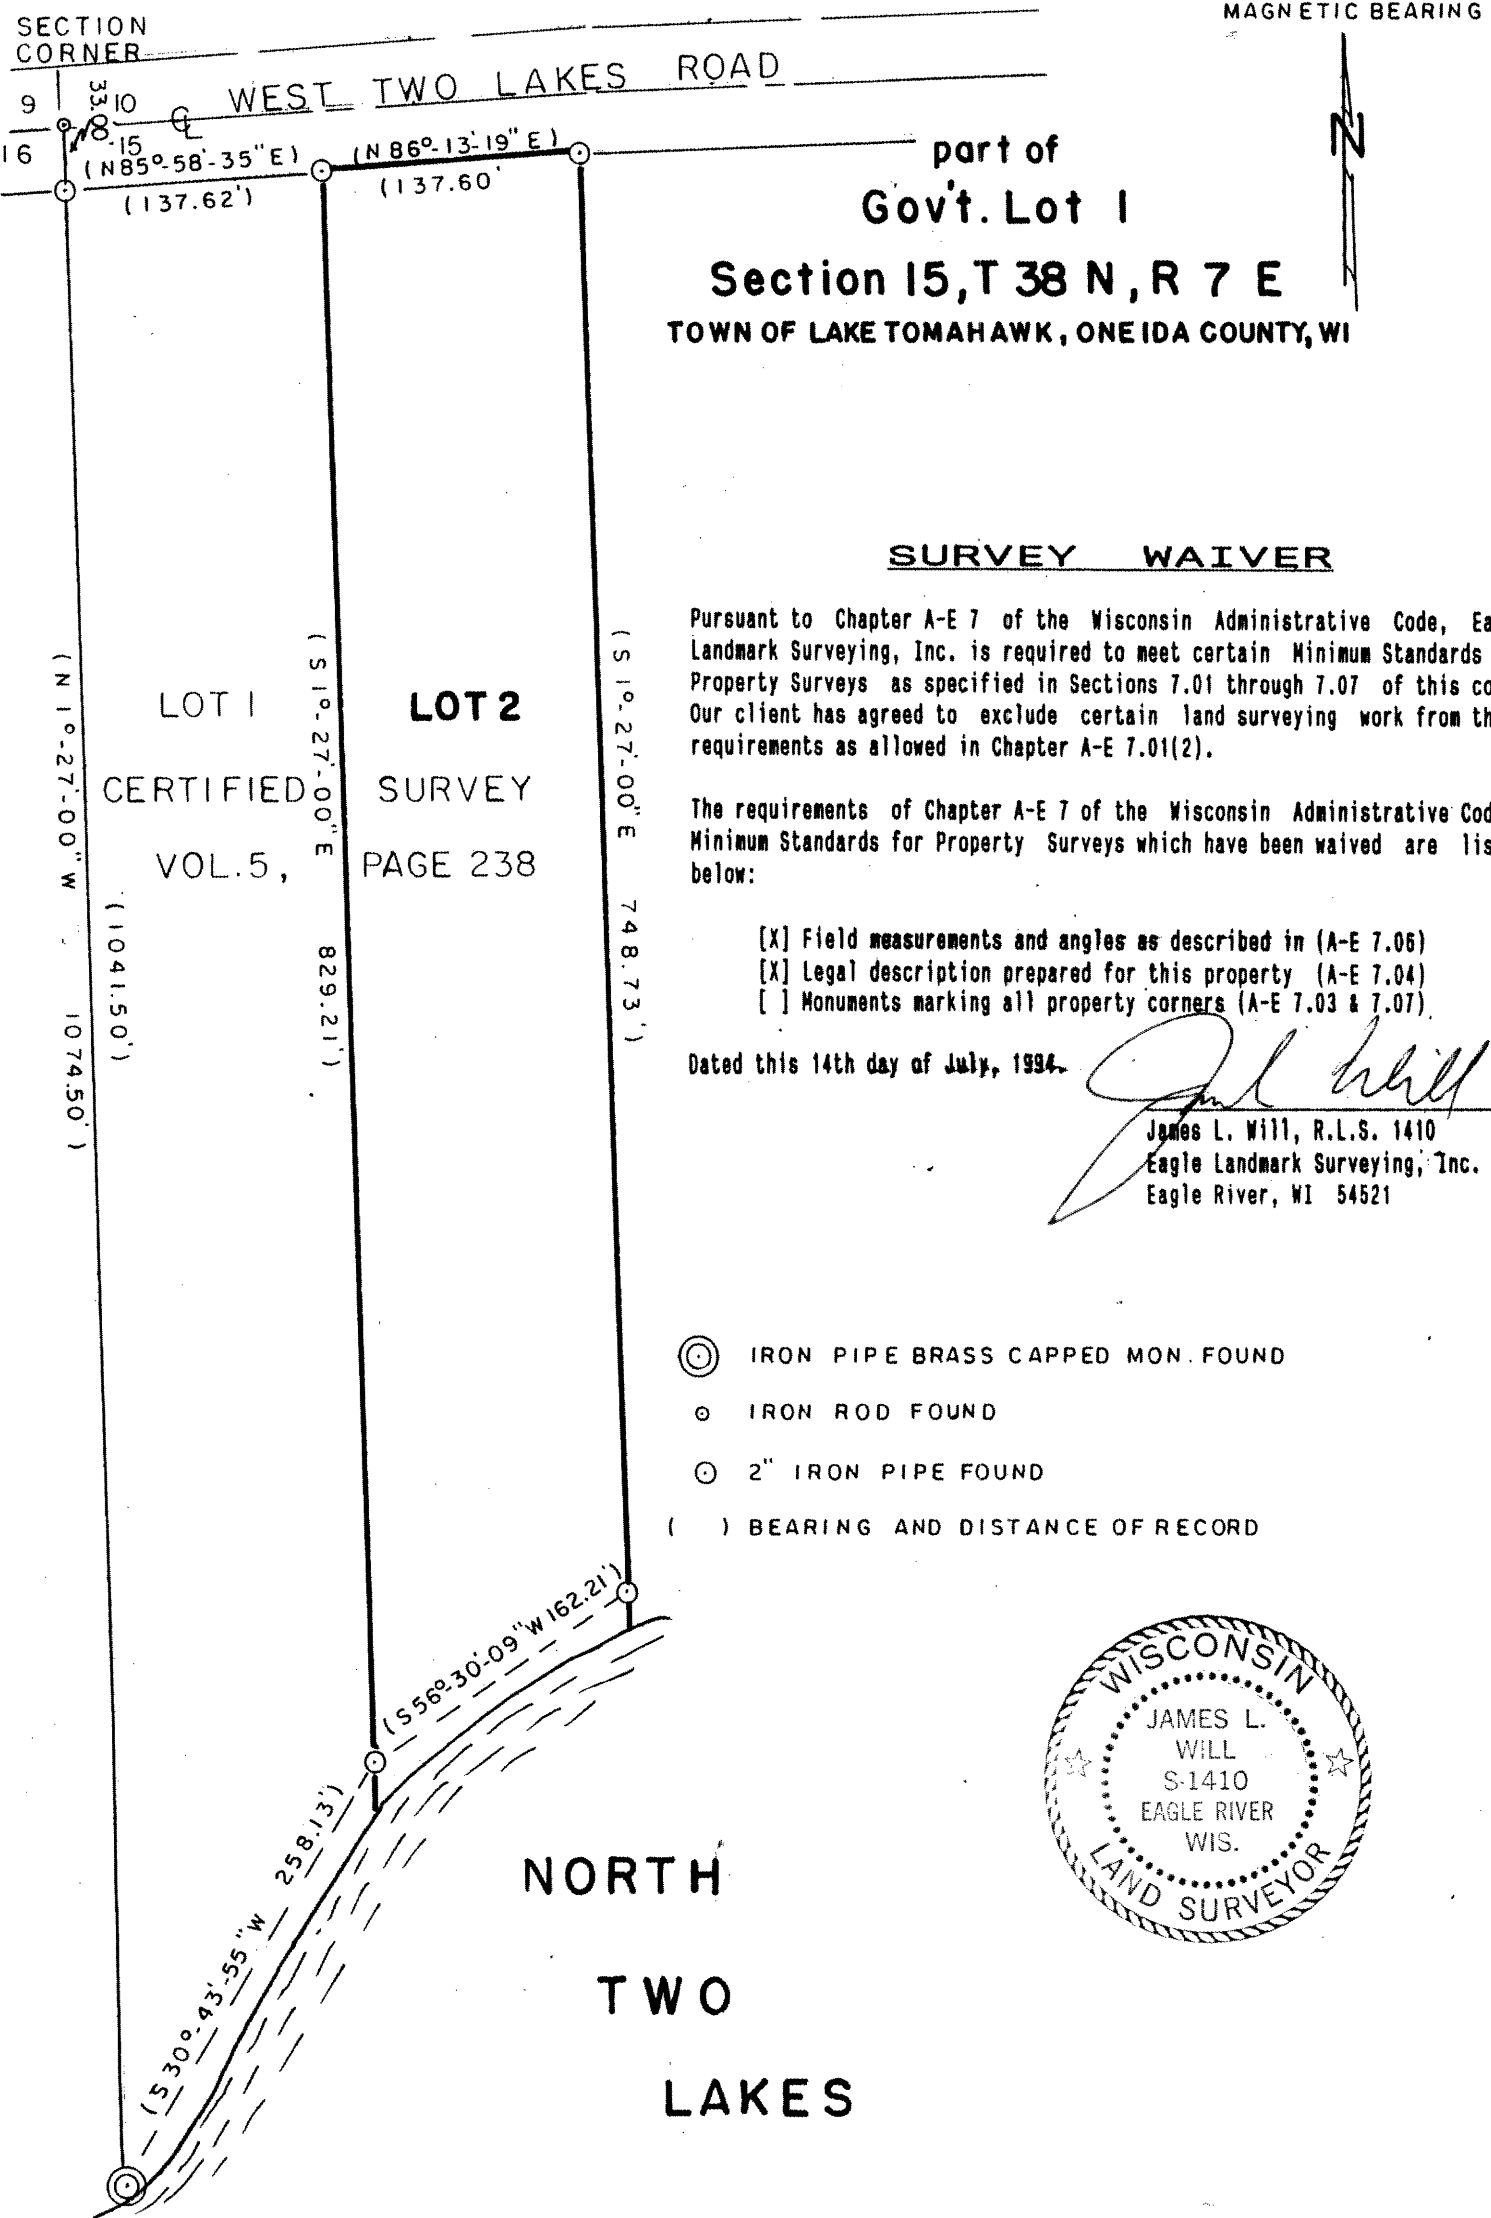 SECTION
CORNER
MAGNETIC BEARING
WEST TWO LAKES ROAD
9
10
33.00
16
15
(N85°-58'-35"E)
(137.62')
(N 86°-13'-19" E)
(137.60'
N
part of
Gov't. Lot 1
Section 15, T 38 N, R 7 E
TOWN OF LAKE TOMAHAWK, ONEIDA COUNTY, WI
SURVEY WAIVER
Pursuant to Chapter A-E 7 of the Wisconsin Administrative Code, Ea
Landmark Surveying, Inc. is required to meet certain Minimum Standards
Property Surveys as specified in Sections 7.01 through 7.07 of this co
Our client has agreed to exclude certain land surveying work from th
requirements as allowed in Chapter A-E 7.01(2).
The requirements of Chapter A-E 7 of the Wisconsin Administrative Cod
Minimum Standards for Property Surveys which have been waived are lis
below:
[X] Field measurements and angles as described in (A-E 7.06)
[X] Legal description prepared for this property (A-E 7.04)
[ ] Monuments marking all property corners (A-E 7.03 & 7.07)
Dated this 14th day of July, 1994.
James L. Will, R.L.S. 1410
Eagle Landmark Surveying, Inc.
Eagle River, WI 54521
LOT 1
LOT 2
CERTIFIED SURVEY
VOL. 5, PAGE 238
(N 1°-27'-00" W 1074.50')
(1041.50')
(S 1°-27'-00" E 829.21')
(S 1°-27'-00" E 748.73')
IRON PIPE BRASS CAPPED MON. FOUND
IRON ROD FOUND
2" IRON PIPE FOUND
( ) BEARING AND DISTANCE OF RECORD
(S 56°-30'-09" W 162.21')
(S 30°-43'-55" W 258.13')
NORTH
TWO
LAKES
WISCONSIN
JAMES L.
WILL
S-1410
EAGLE RIVER
WIS.
LAND SURVEYOR